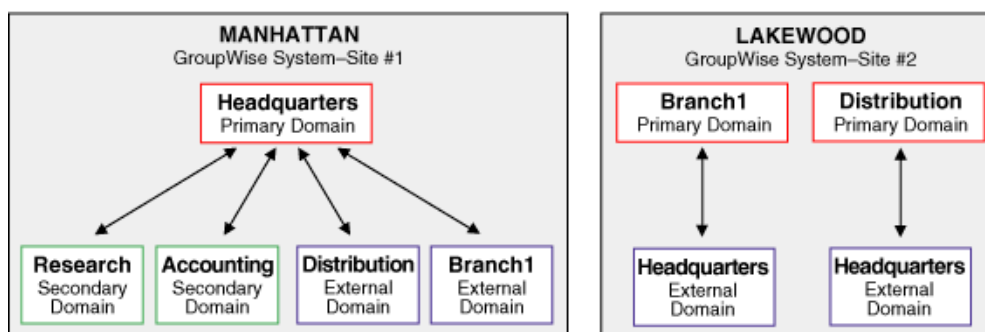 MANHATTAN
GroupWise System–Site #1
Headquarters
Primary Domain
Research
Secondary
Domain
Accounting
Secondary
Domain
Distribution
External
Domain
Branch1
External
Domain
LAKEWOOD
GroupWise System–Site #2
Branch1
Primary Domain
Distribution
Primary Domain
Headquarters
External
Domain
Headquarters
External
Domain